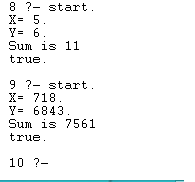 8 ?- start.
X= 5.
Y= 6.
Sum is 11
true.
9 ?- start.
X= 718.
Y= 6843.
Sum is 7561
true.
10 ?-